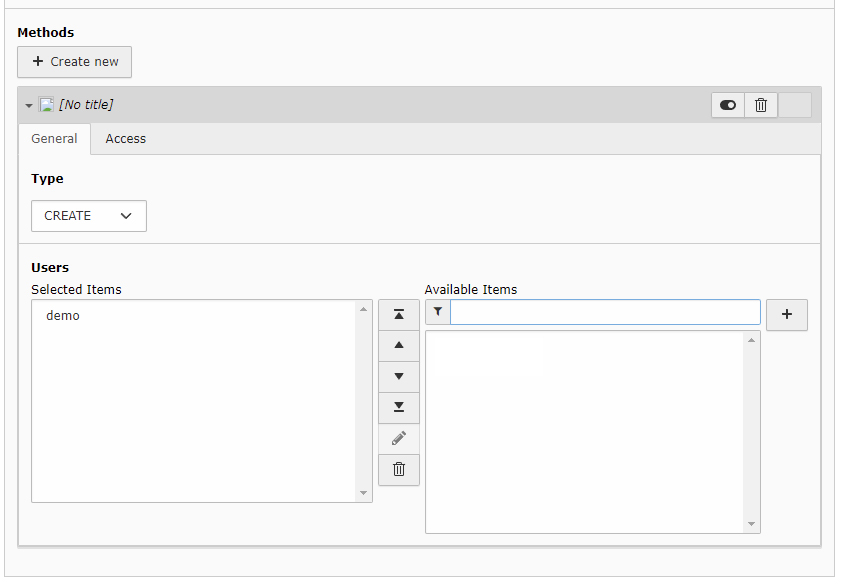 Methods
+ Create new
[No title]
General Access
Type
CREATE
Users
Selected Items Available Items
demo